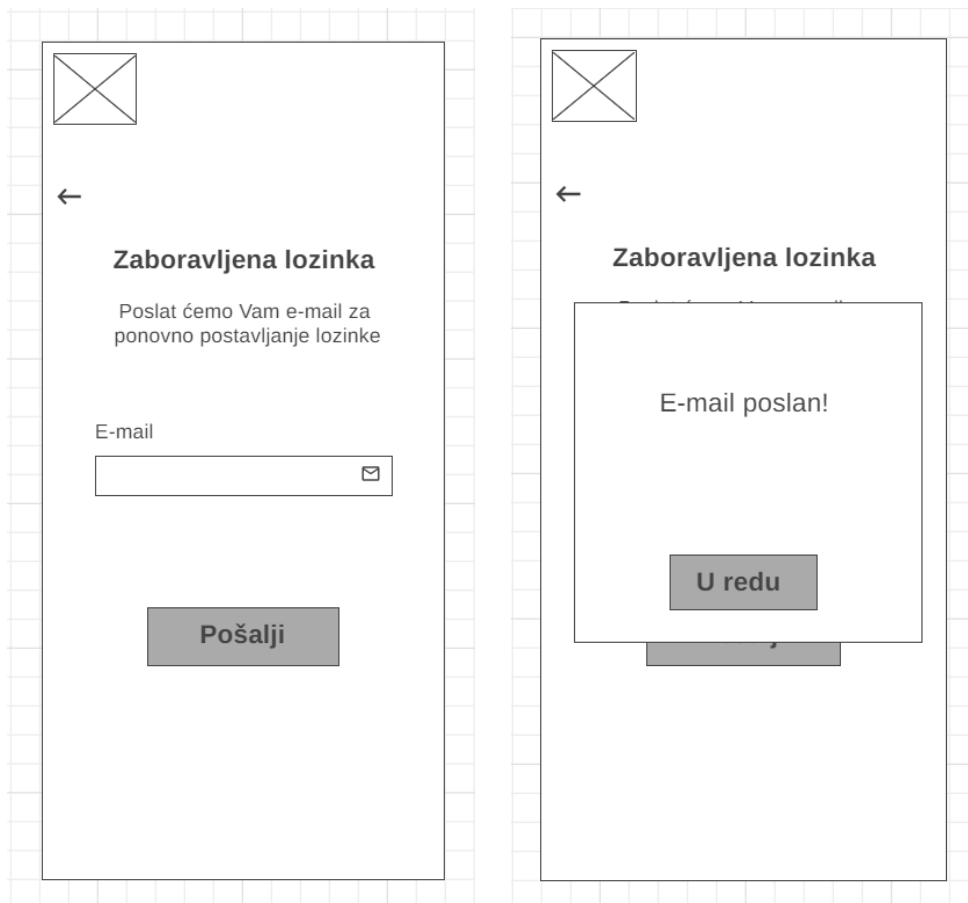 Zaboravljena lozinka
Poslat ćemo Vam e-mail za
ponovno postavljanje lozinke
E-mail
Pošalji
Zaboravljena lozinka
E-mail poslan!
U redu